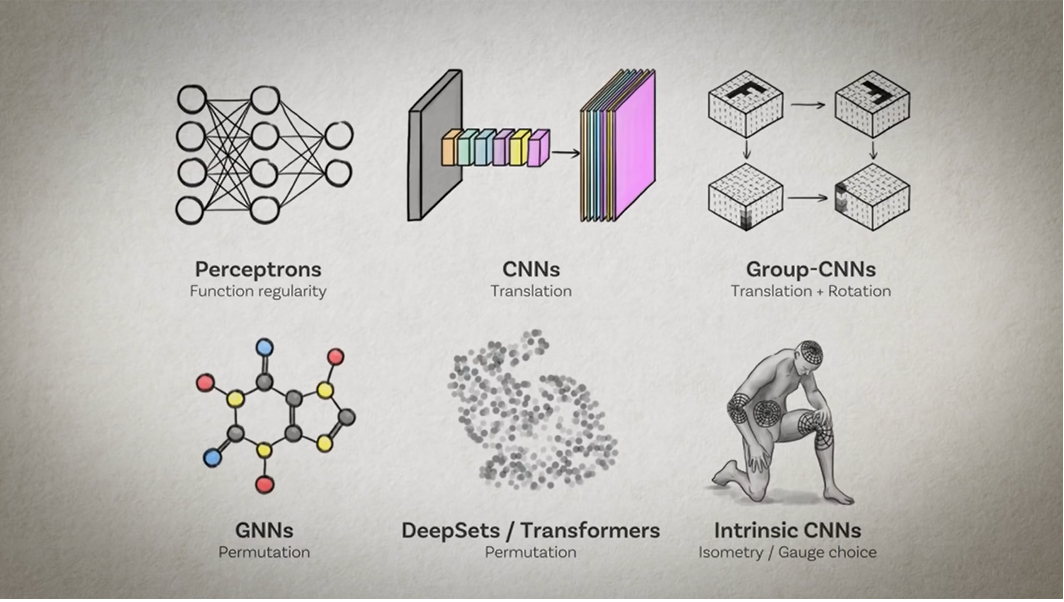 Perceptrons
Function regularity
CNNs
Translation
Group-CNNs
Translation + Rotation
GNNs
Permutation
DeepSets / Transformers
Permutation
Intrinsic CNNs
Isometry / Gauge choice